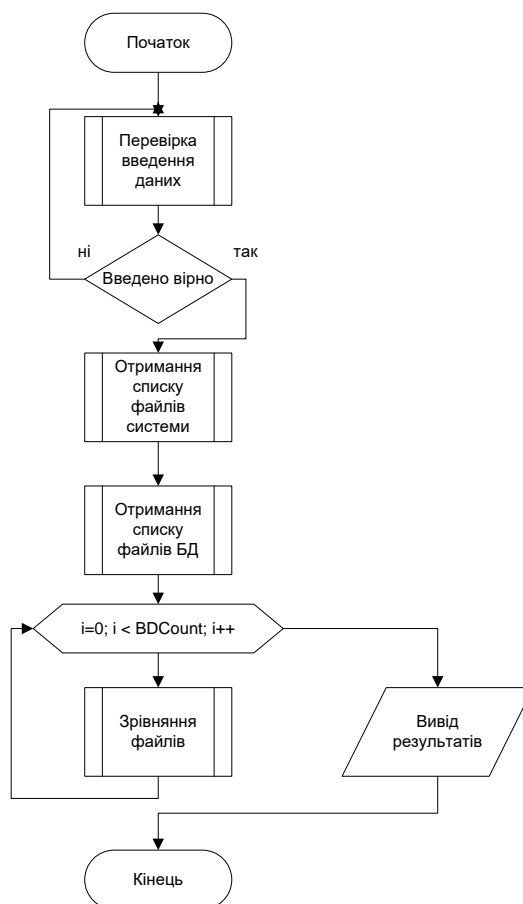 Початок
Перевірка
введення
даних
ні
так
Введено вірно
Отримання
списку
файлів
системи
Отримання
списку
файлів БД
i=0; i < BDCount; i++
Зрівняння
файлів
Вивід
результатів
Кінець